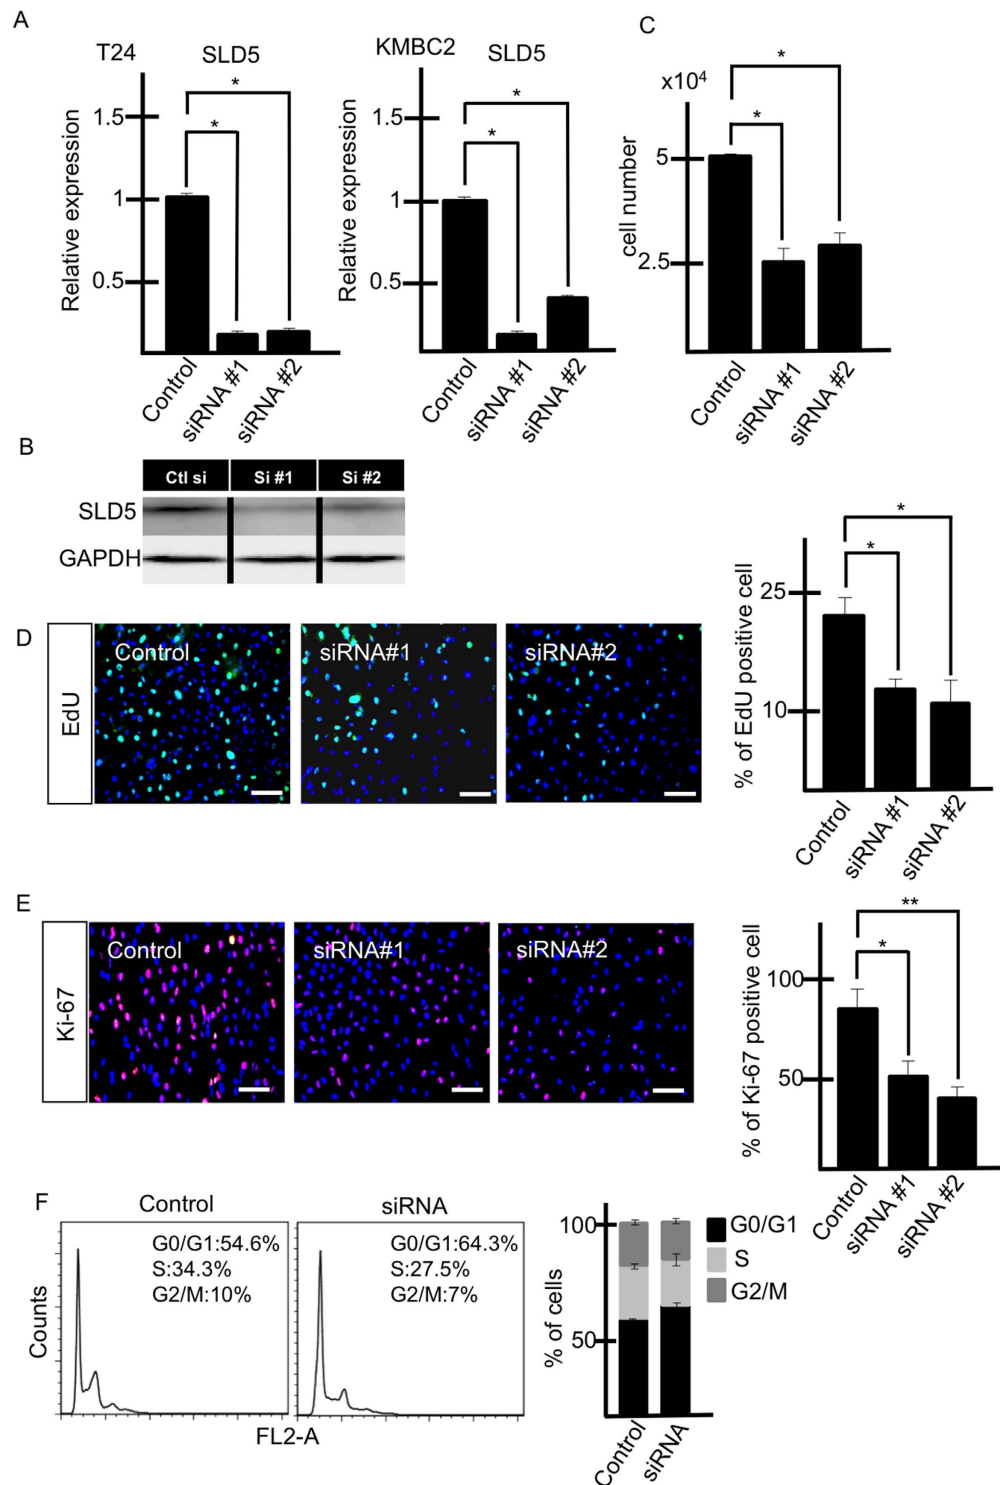 A
T24
SLD5
Relative expression
1.5
1
0.5
*
*
Control
siRNA #1
siRNA #2
KMBC2
SLD5
Relative expression
1.5
1
0.5
*
*
Control
siRNA #1
siRNA #2
C
x10⁴
cell number
5
2.5
*
*
Control
siRNA #1
siRNA #2
B
Ctl si
Si #1
Si #2
SLD5
GAPDH
D
EdU
Control
siRNA#1
siRNA#2
% of EdU positive cell
25
10
*
*
Control
siRNA #1
siRNA #2
E
Ki-67
Control
siRNA#1
siRNA#2
% of Ki-67 positive cell
100
50
**
*
Control
siRNA #1
siRNA #2
F
Control
G0/G1:54.6%
S:34.3%
G2/M:10%
siRNA
G0/G1:64.3%
S:27.5%
G2/M:7%
Counts
FL2-A
% of cells
100
50
G0/G1
S
G2/M
Control
siRNA